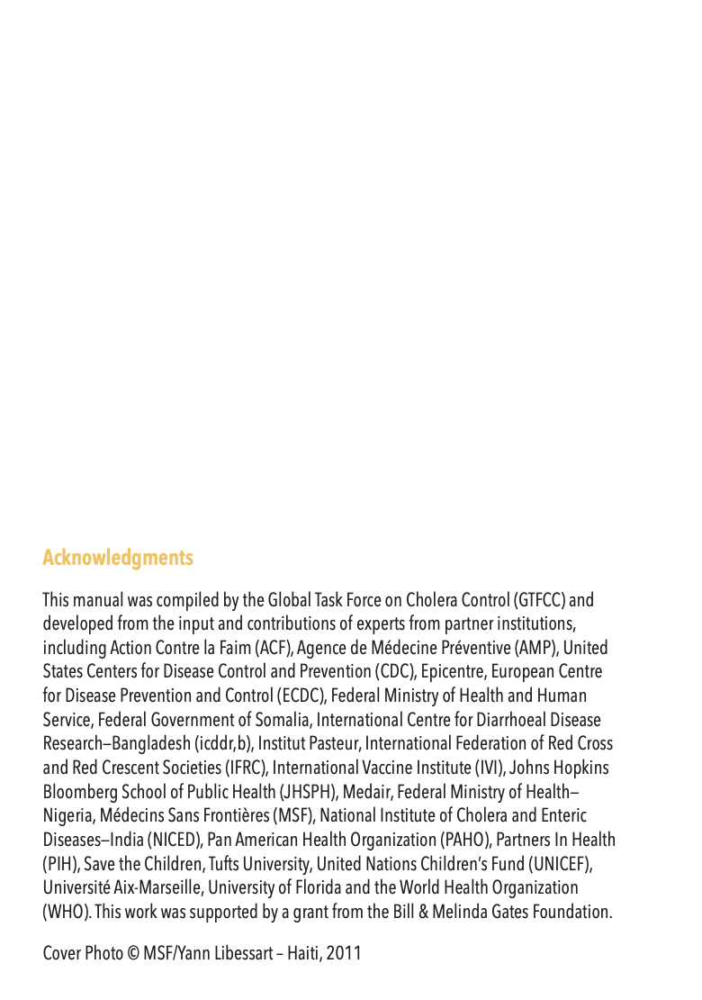 Acknowledgments
This manual was compiled by the Global Task Force on Cholera Control (GTFCC) and
developed from the input and contributions of experts from partner institutions,
including Action Contre la Faim (ACF), Agence de Médecine Préventive (AMP), United
States Centers for Disease Control and Prevention (CDC), Epicentre, European Centre
for Disease Prevention and Control (ECDC), Federal Ministry of Health and Human
Service, Federal Government of Somalia, International Centre for Diarrhoeal Disease
Research—Bangladesh (icddr,b), Institut Pasteur, International Federation of Red Cross
and Red Crescent Societies (IFRC), International Vaccine Institute (IVI), Johns Hopkins
Bloomberg School of Public Health (JHSPH), Medair, Federal Ministry of Health—
Nigeria, Médecins Sans Frontières (MSF), National Institute of Cholera and Enteric
Diseases—India (NICED), Pan American Health Organization (PAHO), Partners In Health
(PIH), Save the Children, Tufts University, United Nations Children’s Fund (UNICEF),
Université Aix-Marseille, University of Florida and the World Health Organization
(WHO). This work was supported by a grant from the Bill & Melinda Gates Foundation.
Cover Photo © MSF/Yann Libessart – Haiti, 2011